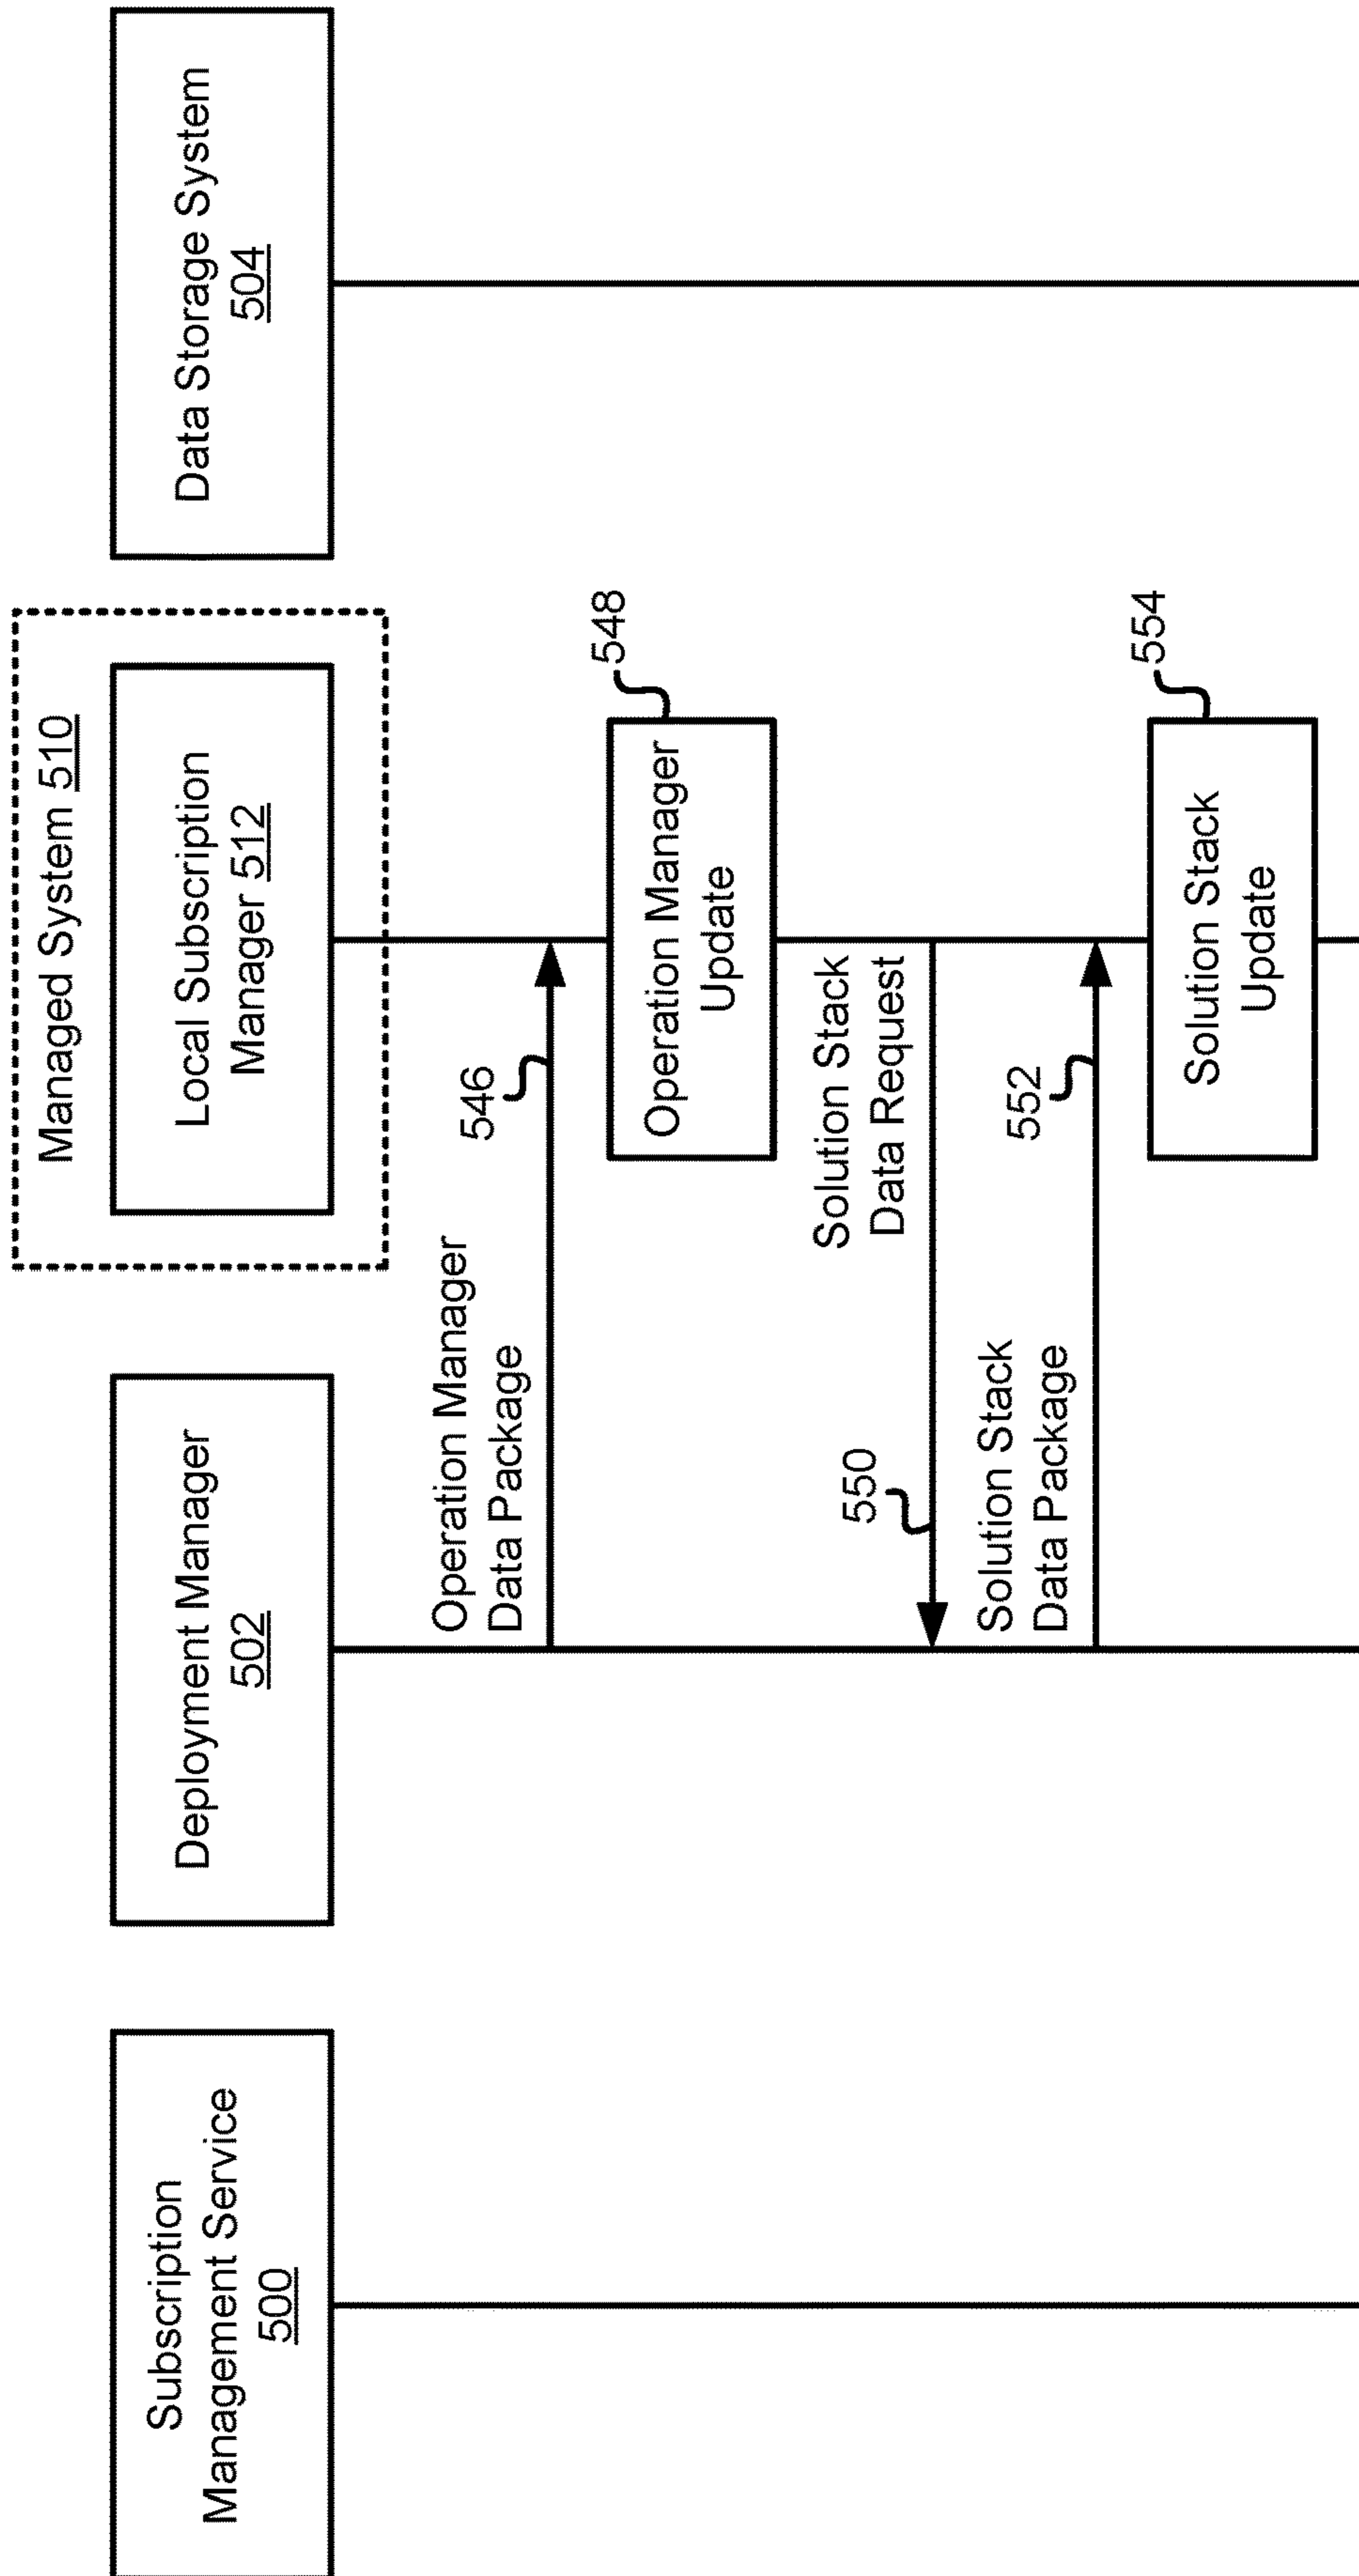 Subscription
Management Service
500
Deployment Manager
502
Managed System 510
Local Subscription
Manager 512
Data Storage System
504
Operation Manager
Data Package
546
548
Operation Manager
Update
Solution Stack
Data Request
550
Solution Stack
Data Package
552
554
Solution Stack
Update